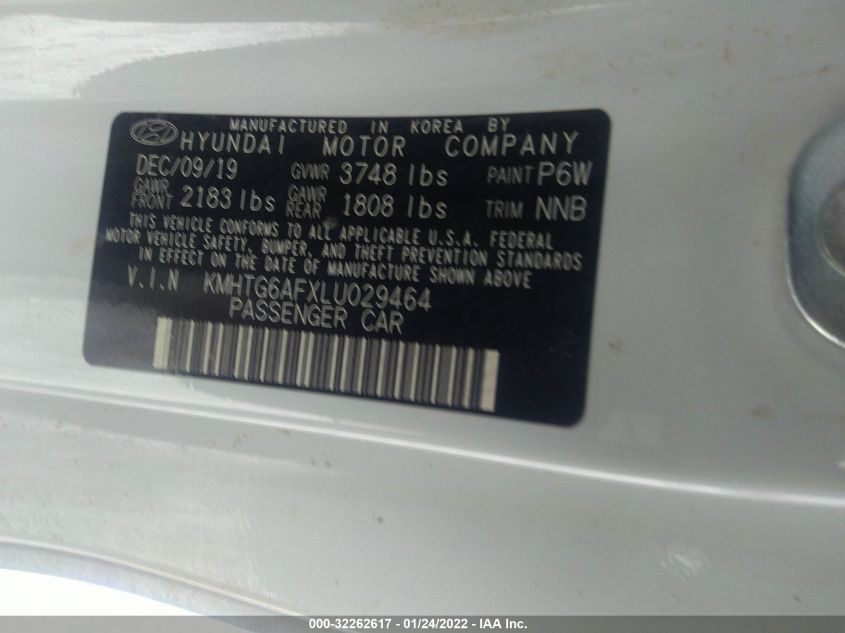 MANUFACTURED IN KOREA BY
HYUNDAI MOTOR COMPANY
DEC/09/19 GVWR 3748 lbs PAINT P6W
GAWR FRONT 2183 lbs GAWR REAR 1808 lbs TRIM NNB
THIS VEHICLE CONFORMS TO ALL APPLICABLE U.S.A. FEDERAL
MOTOR VEHICLE SAFETY, BUMPER, AND THEFT PREVENTION STANDARDS
IN EFFECT ON THE DATE OF MANUFACTURE SHOWN ABOVE
V.I.N KMHTG6AFXLU029464
PASSENGER CAR
000-32262617 - 01/24/2022 - IAA Inc.